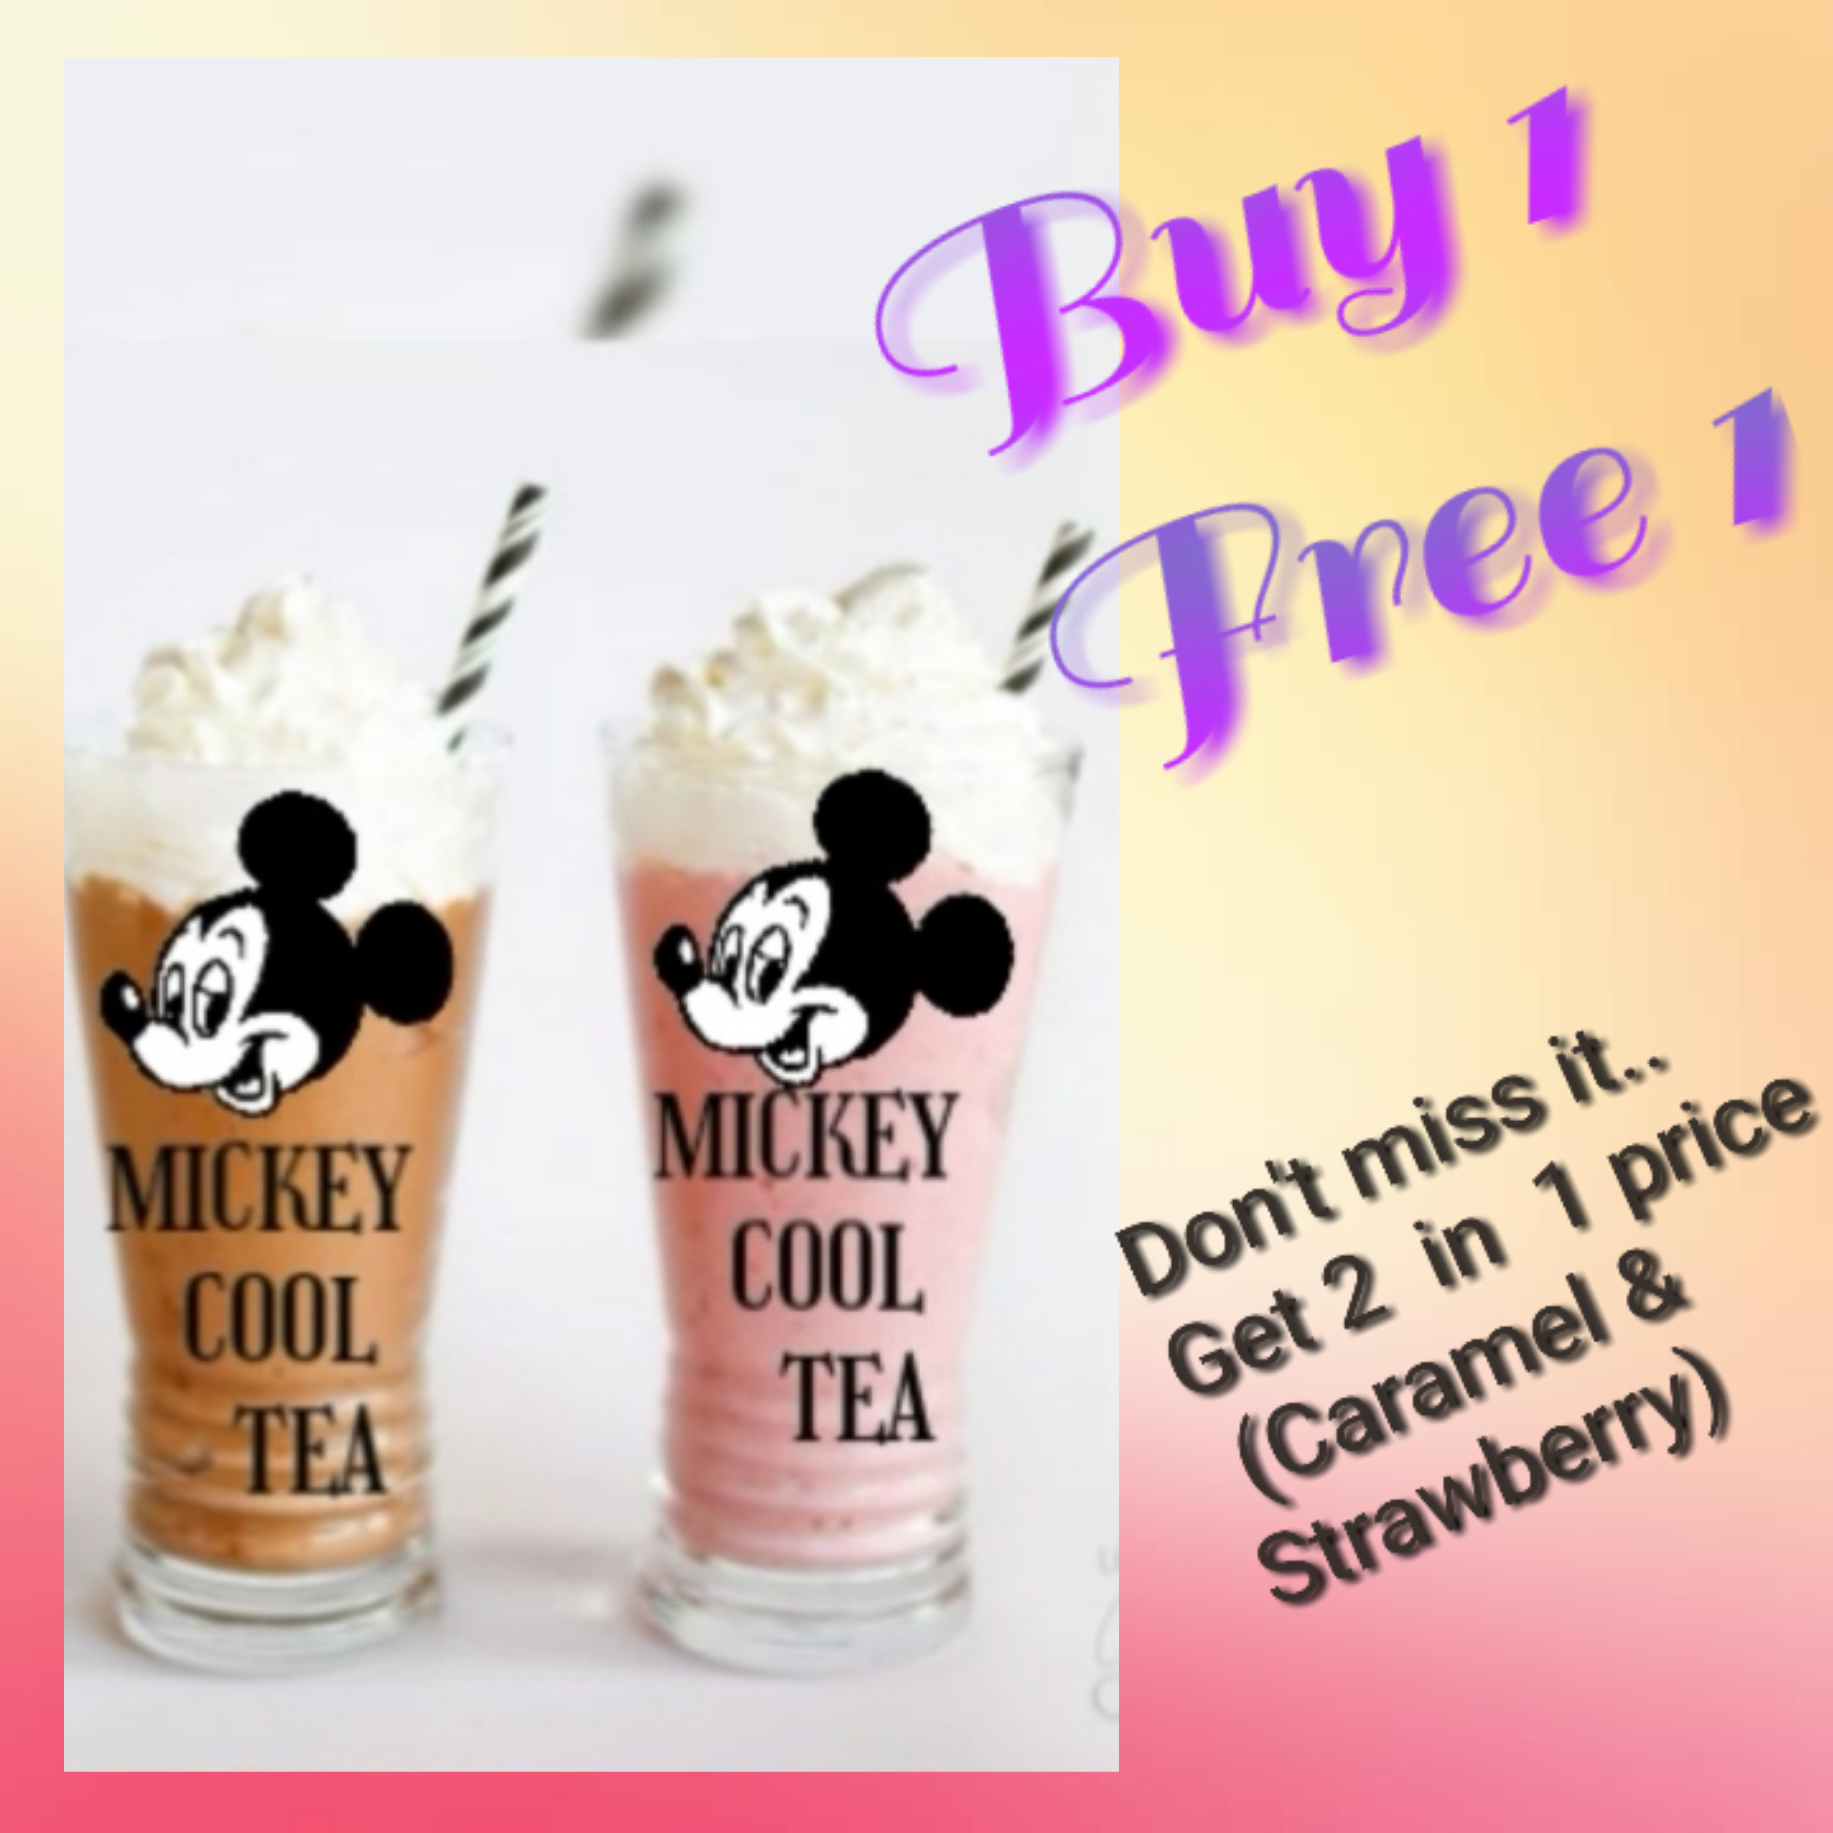 Buy 1
Free 1
MICKEY
COOL
TEA
MICKEY
COOL
TEA
Don't miss it..
Get 2 in 1 price
(Caramel &
Strawberry)